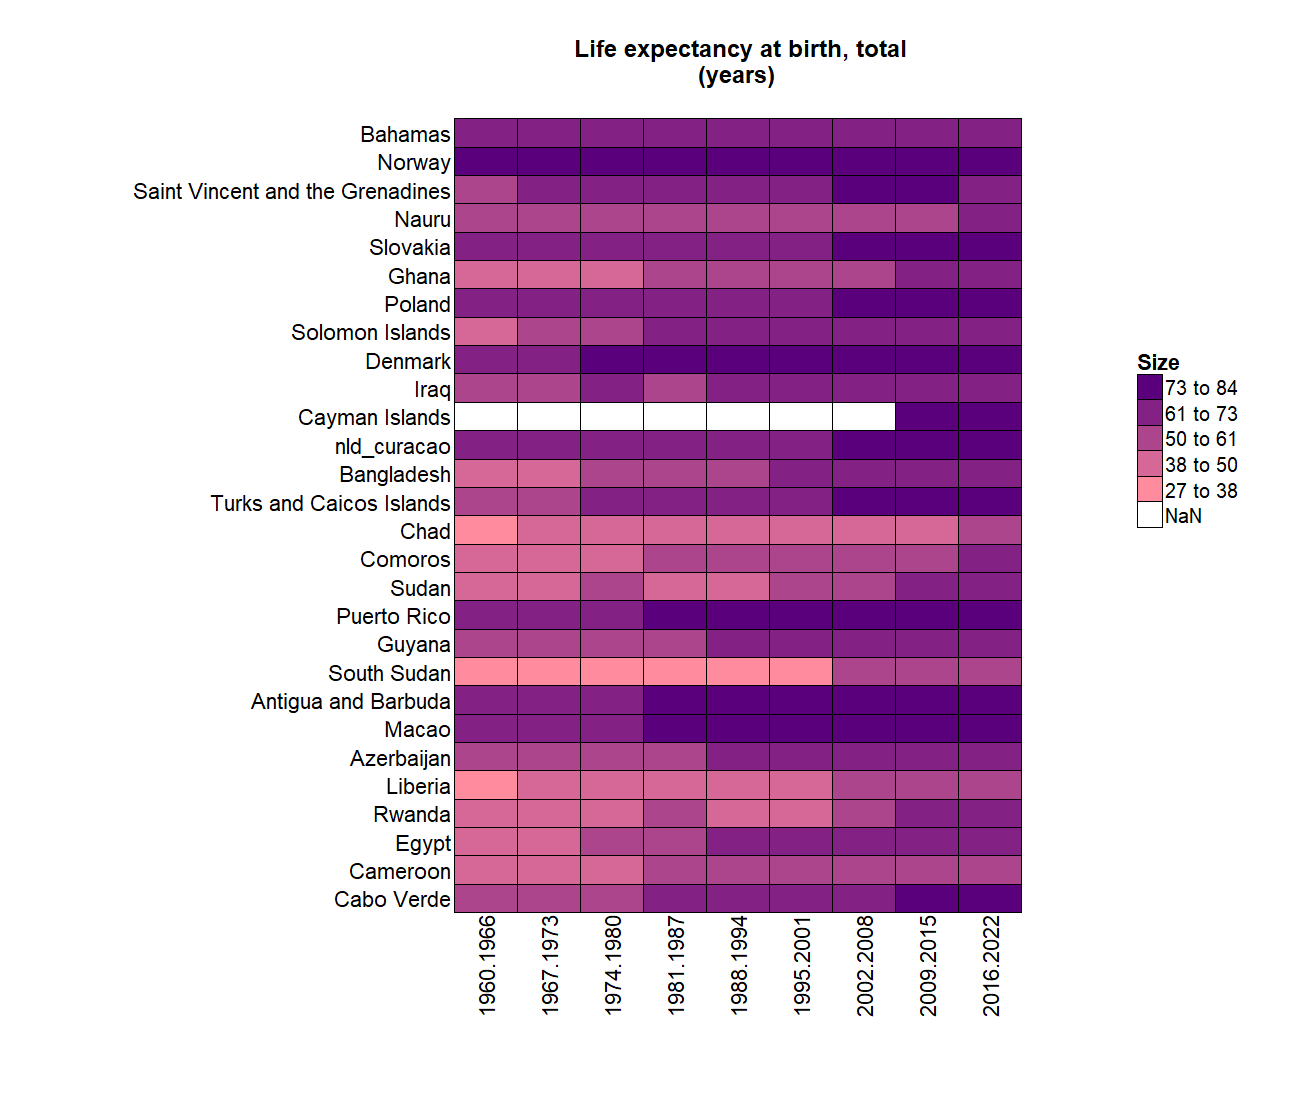 Life expectancy at birth, total
(years)
Bahamas
Norway
Saint Vincent and the Grenadines
Nauru
Slovakia
Ghana
Poland
Solomon Islands
Denmark
Iraq
Cayman Islands
nld_curacao
Bangladesh
Turks and Caicos Islands
Chad
Comoros
Sudan
Puerto Rico
Guyana
South Sudan
Antigua and Barbuda
Macao
Azerbaijan
Liberia
Rwanda
Egypt
Cameroon
Cabo Verde
1960.1966
1967.1973
1974.1980
1981.1987
1988.1994
1995.2001
2002.2008
2009.2015
2016.2022
Size
73 to 84
61 to 73
50 to 61
38 to 50
27 to 38
NaN